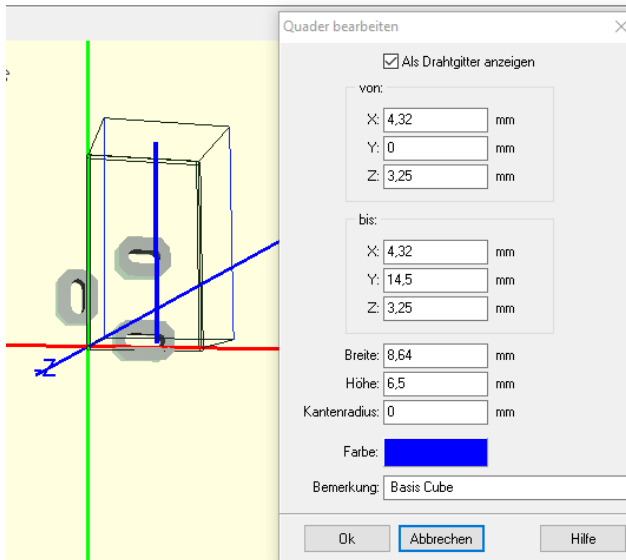 Quader bearbeiten
Als Drahtgitter anzeigen
von:
X: 4,32 mm
Y: 0 mm
Z: 3,25 mm
bis:
X: 4,32 mm
Y: 14,5 mm
Z: 3,25 mm
Breite: 8,64 mm
Höhe: 6,5 mm
Kantenradius: 0 mm
Farbe:
Bemerkung: Basis Cube
Ok Abbrechen Hilfe
-Z